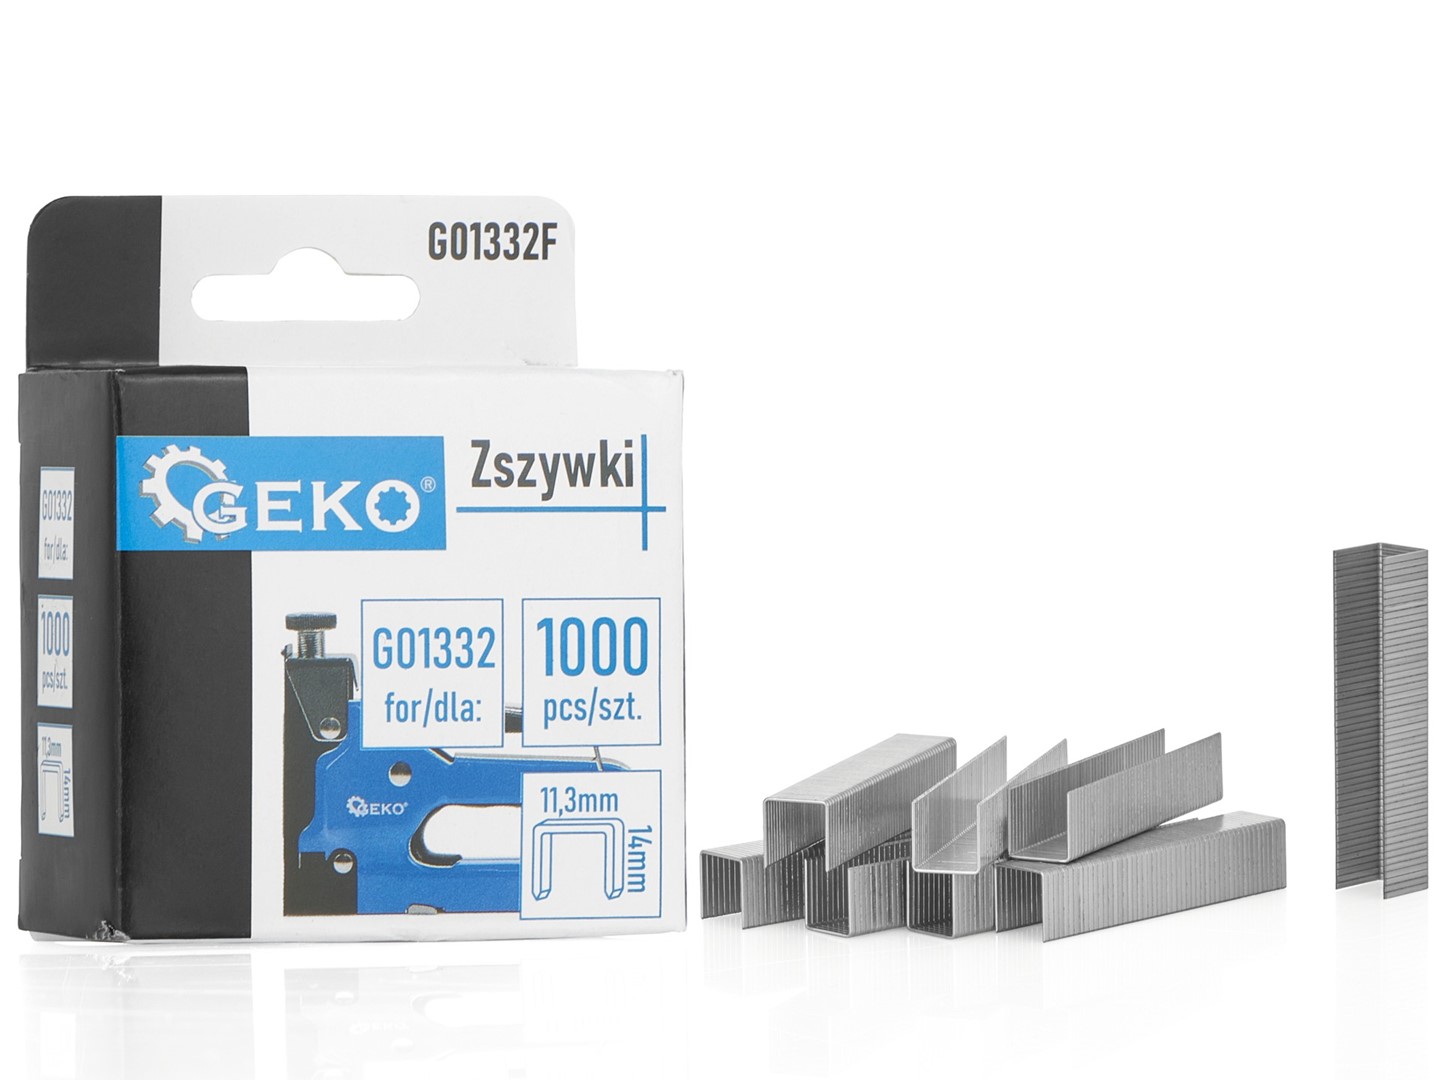 G01332F
GEKO®
Zszywki
G01332
for/dla:
1000
pcs/szt.
11,3mm
14mm
GEKO®
G01332
for/dla:
1000
pcs/szt.
11,3mm
14mm